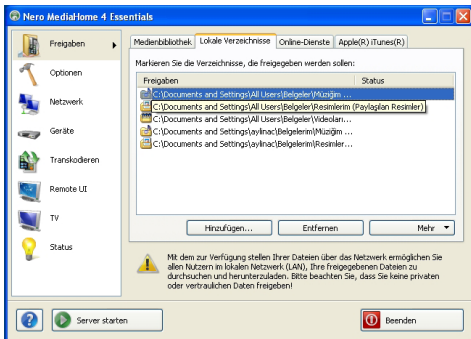 Nero MediaHome 4 Essentials
Freigaben
Optionen
Netzwerk
Geräte
Transkodieren
Remote UI
TV
Status
Medienbibliothek
Lokale Verzeichnisse
Online-Dienste
Apple(R) iTunes(R)
Markieren Sie die Verzeichnisse, die freigegeben werden sollen:
Freigaben
Status
C:\Documents and Settings\All Users\Belgeler\Müziğim ...
C:\Documents and Settings\All Users\Belgeler\Resimlerim (Paylaşılan Resimler)
C:\Documents and Settings\All Users\Belgeler\Videoları...
C:\Documents and Settings\aylinac\Belgelerim\Müziğim ...
C:\Documents and Settings\aylinac\Belgelerim\Resimler...
Hinzufügen...
Entfernen
Mehr
Mit dem zur Verfügung stellen Ihrer Dateien über das Netzwerk ermöglichen Sie
allen Nutzern im lokalen Netzwerk (LAN), Ihre freigegebenen Dateien zu
durchsuchen und herunterzuladen. Bitte beachten Sie, dass Sie keine privaten
oder vertraulichen Daten freigeben!
Server starten
Beenden